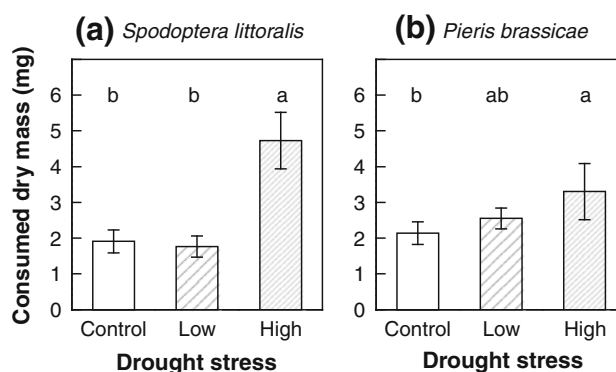 (a) Spodoptera littoralis
(b) Pieris brassicae
Consumed dry mass (mg)
6
5
4
3
2
1
0
b b a
Control Low High
Drought stress
6
5
4
3
2
1
0
b ab a
Control Low High
Drought stress